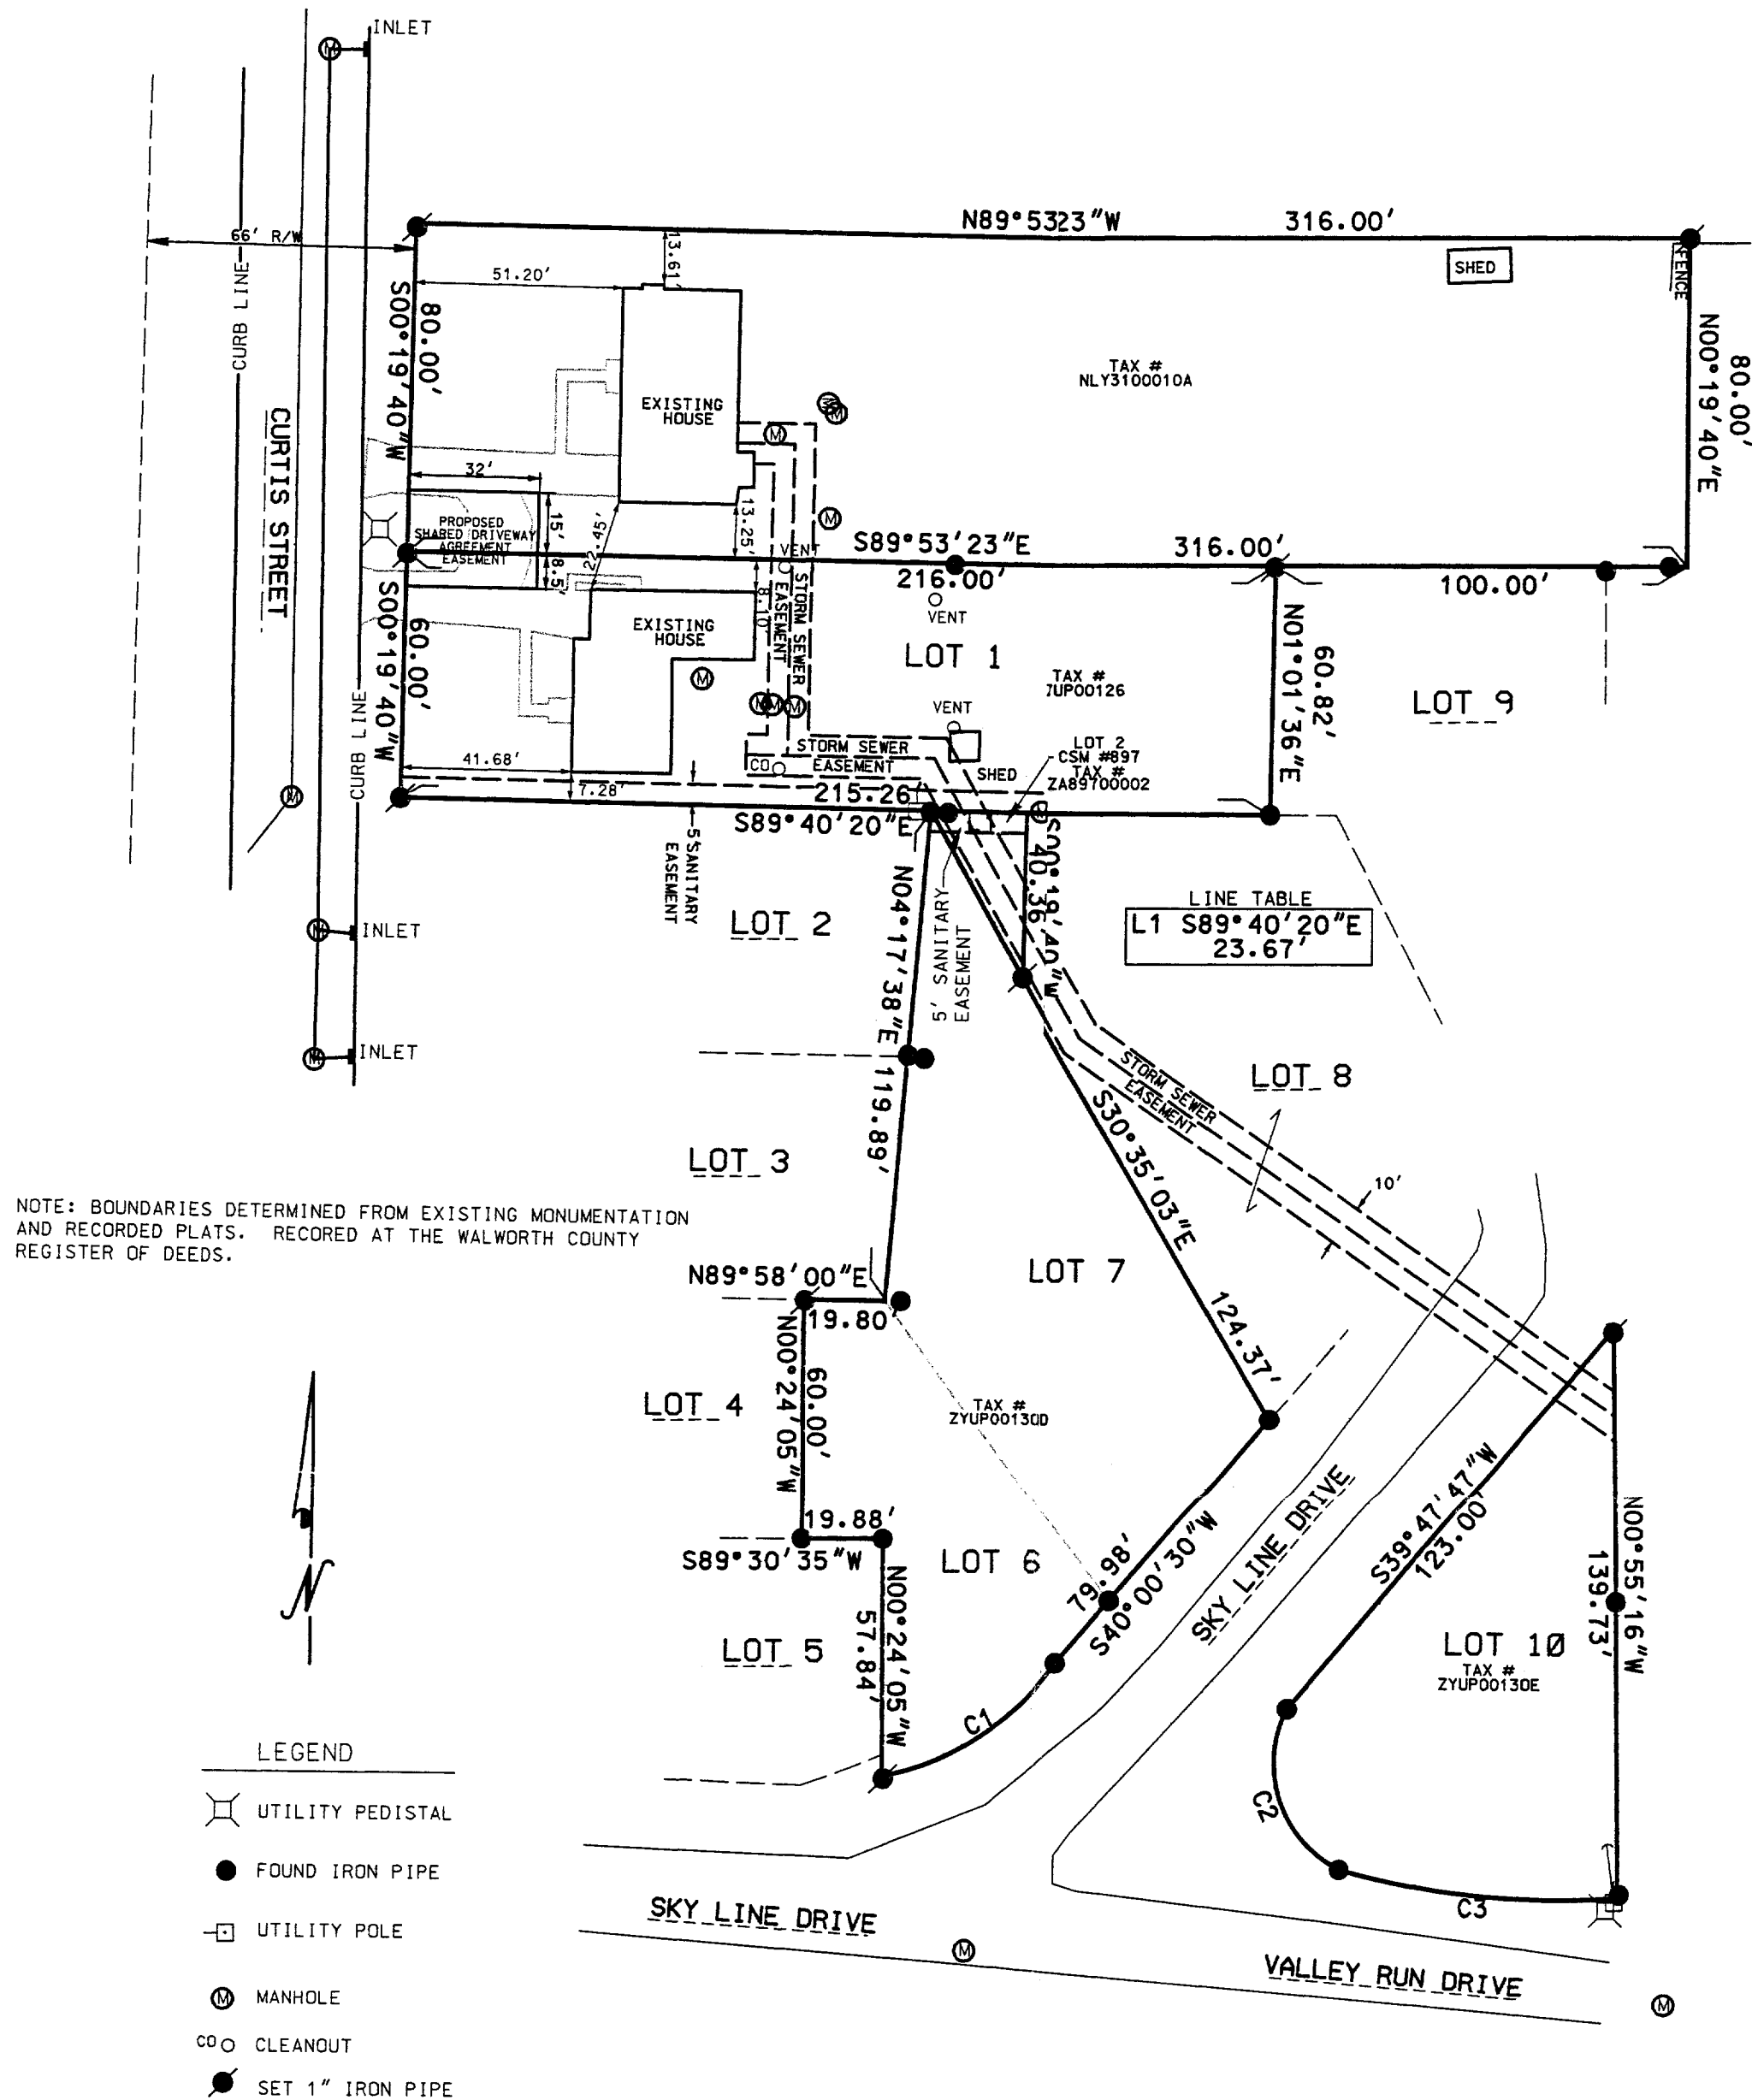 INLET
N89°5323"W 316.00'
66' R/W
13.61'
SHED
FENCE
CURB LINE
51.20'
S00°19'40"W
80.00'
N00°19'40"E
80.00'
TAX #
NLY3100010A
EXISTING
HOUSE
CURTIS STREET
32'
PROPOSED
SHARED DRIVEWAY
AGREEMENT
EASEMENT
15'
8.5'
22.45'
13.25'
VENT
S89°53'23"E 316.00'
216.00'
100.00'
VENT
EASEMENT
STORM SEWER
8.10'
S00°19'40"W
60.00'
EXISTING
HOUSE
LOT 1
TAX #
7UP00126
N01°01'36"E
60.82'
LOT 9
VENT
CURB LINE
41.68'
7.28'
STORM SEWER
EASEMENT
CO
SHED
LOT 2
CSM #897
TAX #
ZA89700002
215.26'
S89°40'20"E
5' SANITARY
EASEMENT
S00°19'40"W
40.36'
LINE TABLE
L1 S89°40'20"E
23.67'
LOT 2
INLET
N04°17'38"E 119.89'
5' SANITARY
EASEMENT
INLET
STORM SEWER
EASEMENT
LOT 8
S30°35'03"E 124.37'
LOT 3
10'
NOTE: BOUNDARIES DETERMINED FROM EXISTING MONUMENTATION
AND RECORDED PLATS. RECORED AT THE WALWORTH COUNTY
REGISTER OF DEEDS.
N89°58'00"E
19.80'
LOT 7
N00°24'05"W
60.00'
LOT 4
TAX #
ZYUP00130D
19.88'
S89°30'35"W
LOT 6
79.98'
S40°00'30"W
SKY LINE DRIVE
S39°47'47"W
123.00'
N00°55'16"W
139.73'
N
N00°24'05"W
57.84'
LOT 5
LOT 10
TAX #
ZYUP00130E
C1
C2
C3
LEGEND
UTILITY PEDISTAL
FOUND IRON PIPE
UTILITY POLE
M MANHOLE
CO CLEANOUT
SET 1" IRON PIPE
SKY LINE DRIVE
VALLEY RUN DRIVE